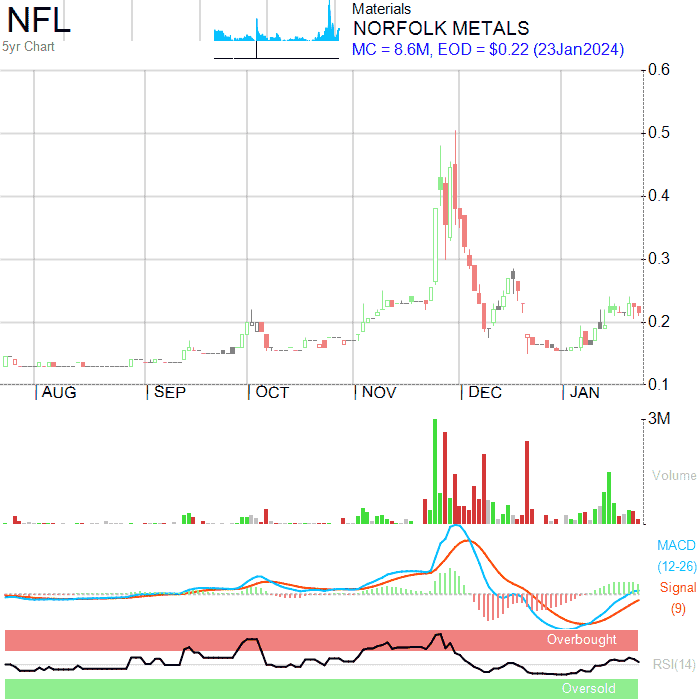 NFL
5yr Chart
Materials
NORFOLK METALS
MC = 8.6M, EOD = $0.22 (23Jan2024)
0.6
0.5
0.4
0.3
0.2
0.1
AUG SEP OCT NOV DEC JAN
3M
Volume
MACD
(12-26)
Signal
(9)
Overbought
RSI(14)
Oversold